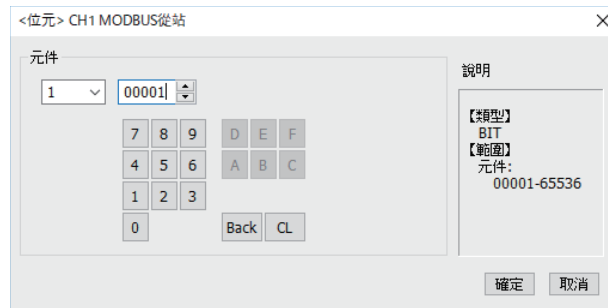 <位元> CH1 MODBUS從站
元件
1 00001
7 8 9 D E F
4 5 6 A B C
1 2 3
0 Back CL
說明
【類型】
BIT
【範圍】
元件:
00001-65536
確定 取消